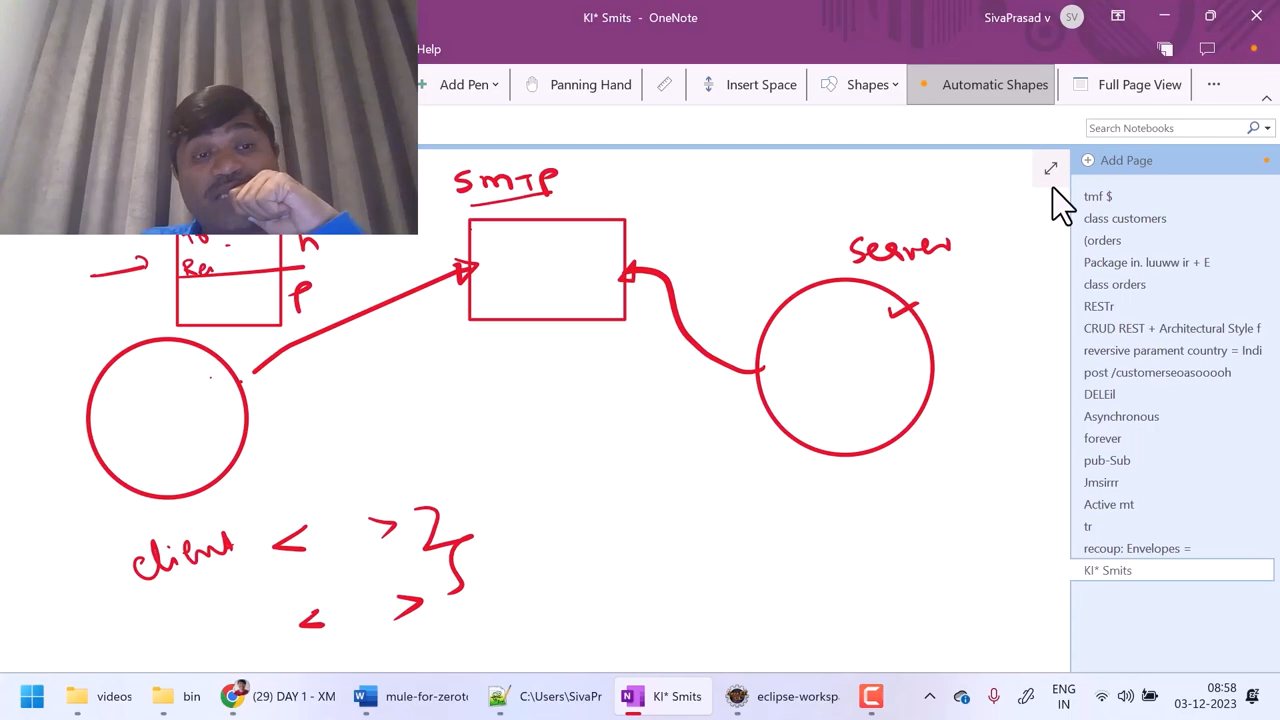 KI* Smits - OneNote
SivaPrasad v
SV
Help
Add Pen
Panning Hand
Insert Space
Shapes
Automatic Shapes
Full Page View
Search Notebooks
Add Page
tmf $
class customers
(orders
Package in. luuww ir + E
class orders
RESTr
CRUD REST + Architectural Style f
reversive parament country = Indi
post /customerseoasooooh
DELEil
Asynchronous
forever
pub-Sub
Jmsirrr
Active mt
tr
recoup: Envelopes =
KI* Smits
SMTP
server
h
P
client < >
< >
videos
bin
(29) DAY 1 - XM
mule-for-zerot
C:\Users\SivaPr
KI* Smits
eclipse-worksp
ENG
IN
08:58
03-12-2023